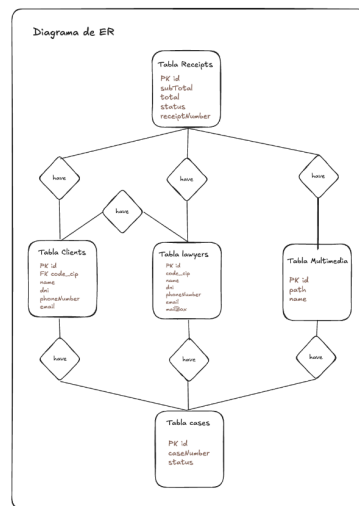 Diagrama de ER
Tabla Receipts
PK id
subTotal
total
status
receiptNumber
have
have
have
have
Tabla Clients
PK id
FK code_cip
name
dni
phoneNumber
email
Tabla lawyers
PK id
code_cip
name
dni
phoneNumber
email
mailBox
Tabla Multimedia
PK id
path
name
have
have
have
Tabla cases
PK id
caseNumber
status